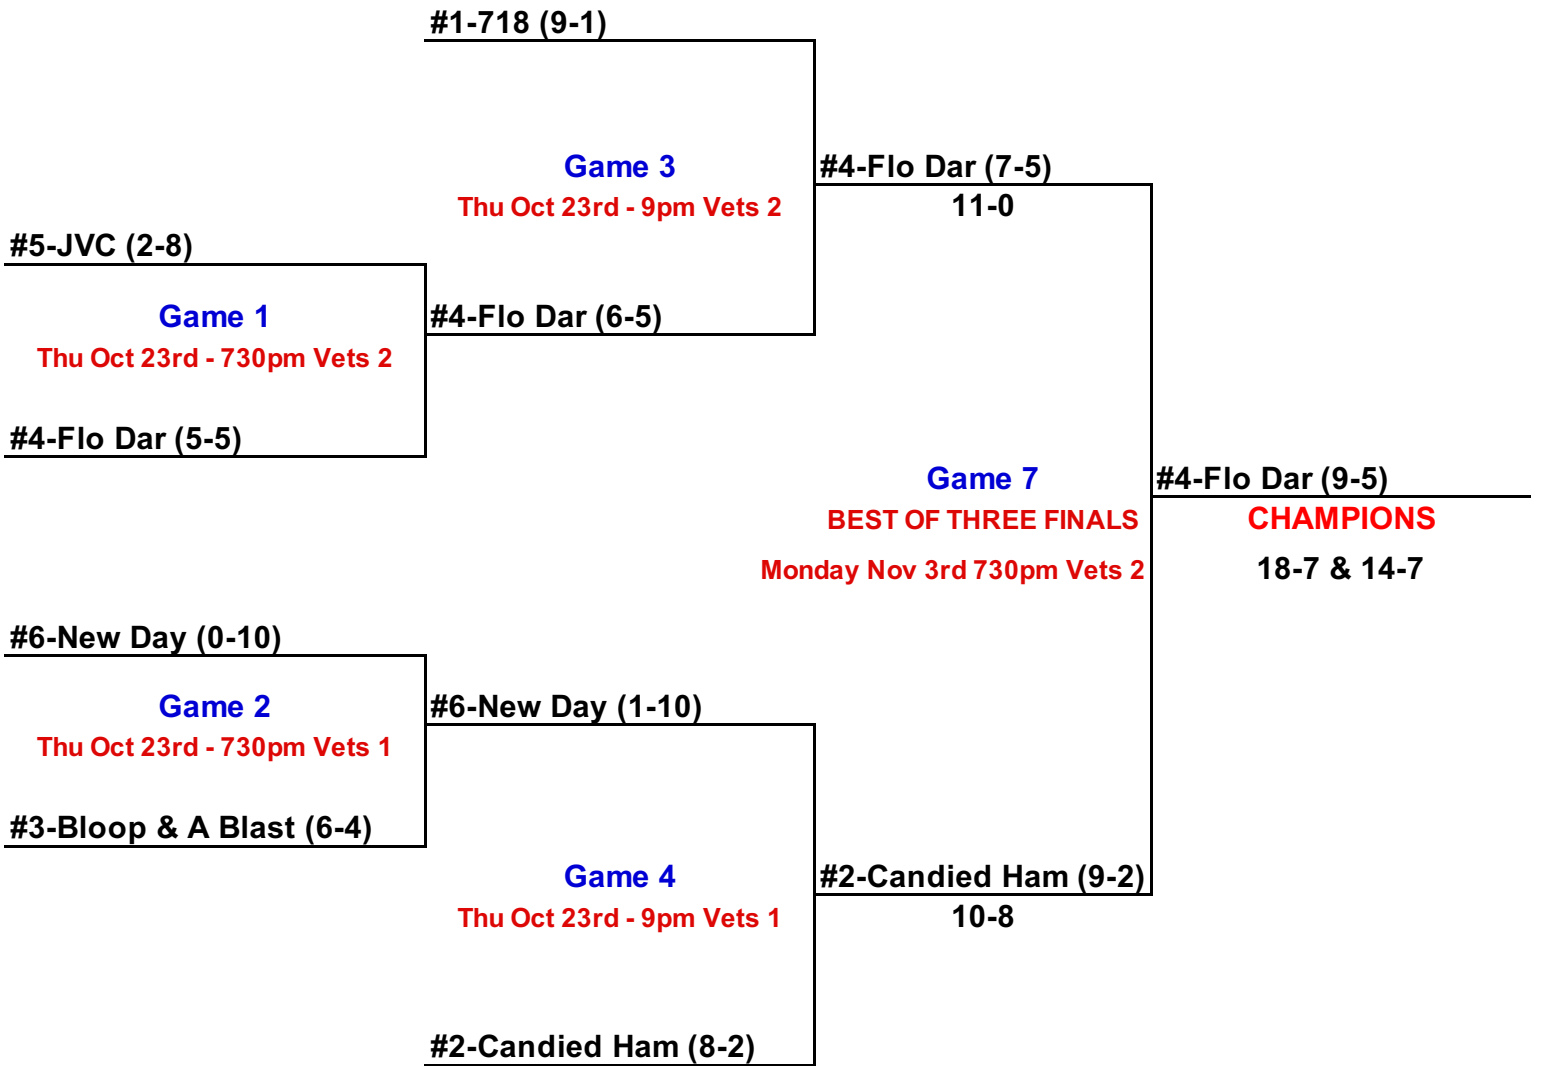 #1-718 (9-1)
Game 3
Thu Oct 23rd - 9pm Vets 2
#4-Flo Dar (7-5)
11-0
#5-JVC (2-8)
Game 1
Thu Oct 23rd - 730pm Vets 2
#4-Flo Dar (6-5)
#4-Flo Dar (5-5)
Game 7
BEST OF THREE FINALS
Monday Nov 3rd 730pm Vets 2
#4-Flo Dar (9-5)
CHAMPIONS
18-7 & 14-7
#6-New Day (0-10)
Game 2
Thu Oct 23rd - 730pm Vets 1
#6-New Day (1-10)
#3-Bloop & A Blast (6-4)
Game 4
Thu Oct 23rd - 9pm Vets 1
#2-Candied Ham (9-2)
10-8
#2-Candied Ham (8-2)